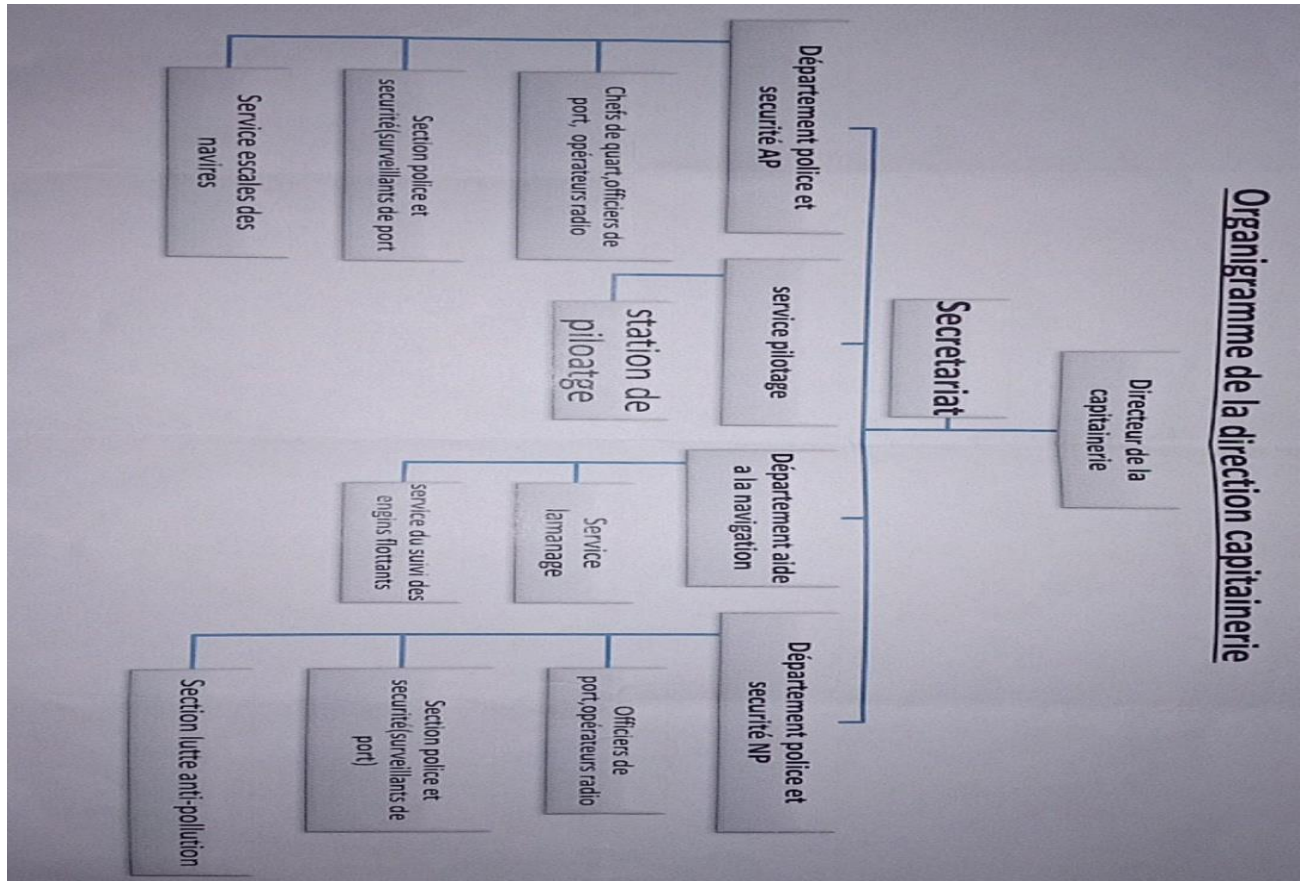 Organigramme de la direction capitainerie
Directeur de la
capitainerie
Secretariat
Département police et
securité AP
Chefs de quart,officiers de
port, opérateurs radio
Section police et
securité(surveillants de port
Service escales des
navires
service pilotage
station de
piloatge
Département aide
a la navigation
Service
lamanage
service du suivi des
engins flottants
Département police et
securité NP
Officiers de
port,opérateurs radio
Section police et
securité(surveillants de
port)
Section lutte anti-pollution